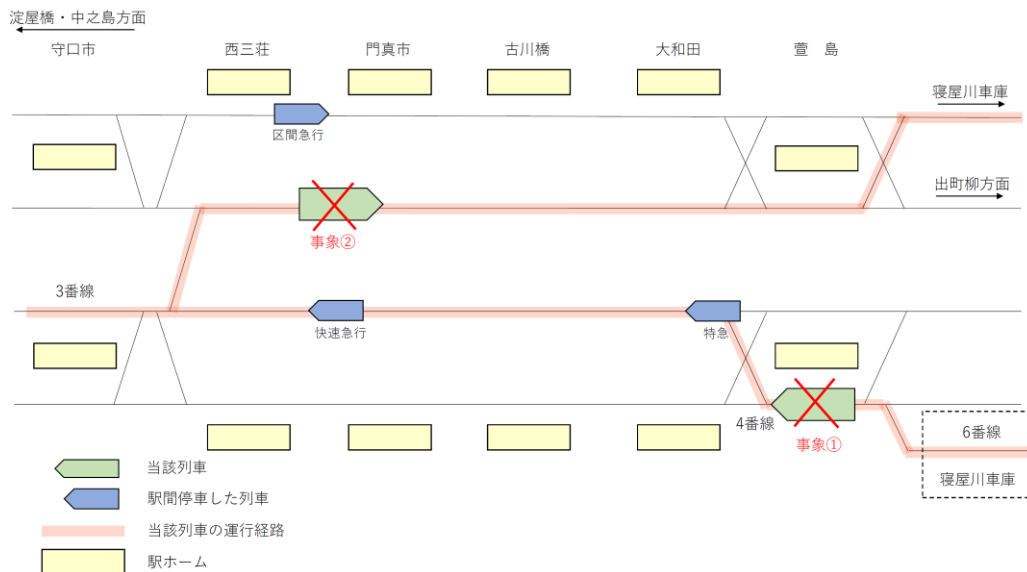 淀屋橋・中之島方面
守口市
西三荘
門真市
古川橋
大和田
萱　島
寝屋川車庫
区間急行
出町柳方面
事象②
3番線
快速急行
特急
4番線
事象①
6番線
寝屋川車庫
当該列車
駅間停車した列車
当該列車の運行経路
駅ホーム